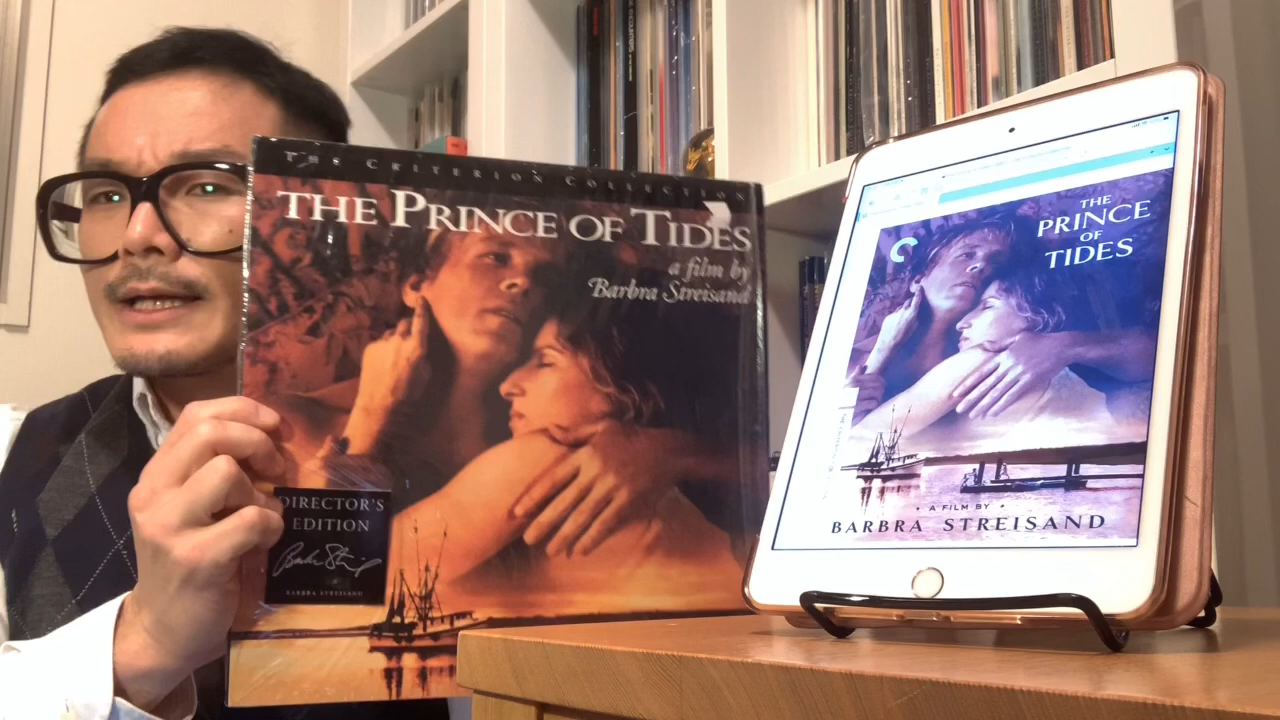 THE CRITERION COLLECTION
THE PRINCE OF TIDES
a film by
Barbra Streisand
DIRECTOR'S
EDITION
BARBRA STREISAND
THE
PRINCE
OF
TIDES
• A FILM BY •
BARBRA STREISAND